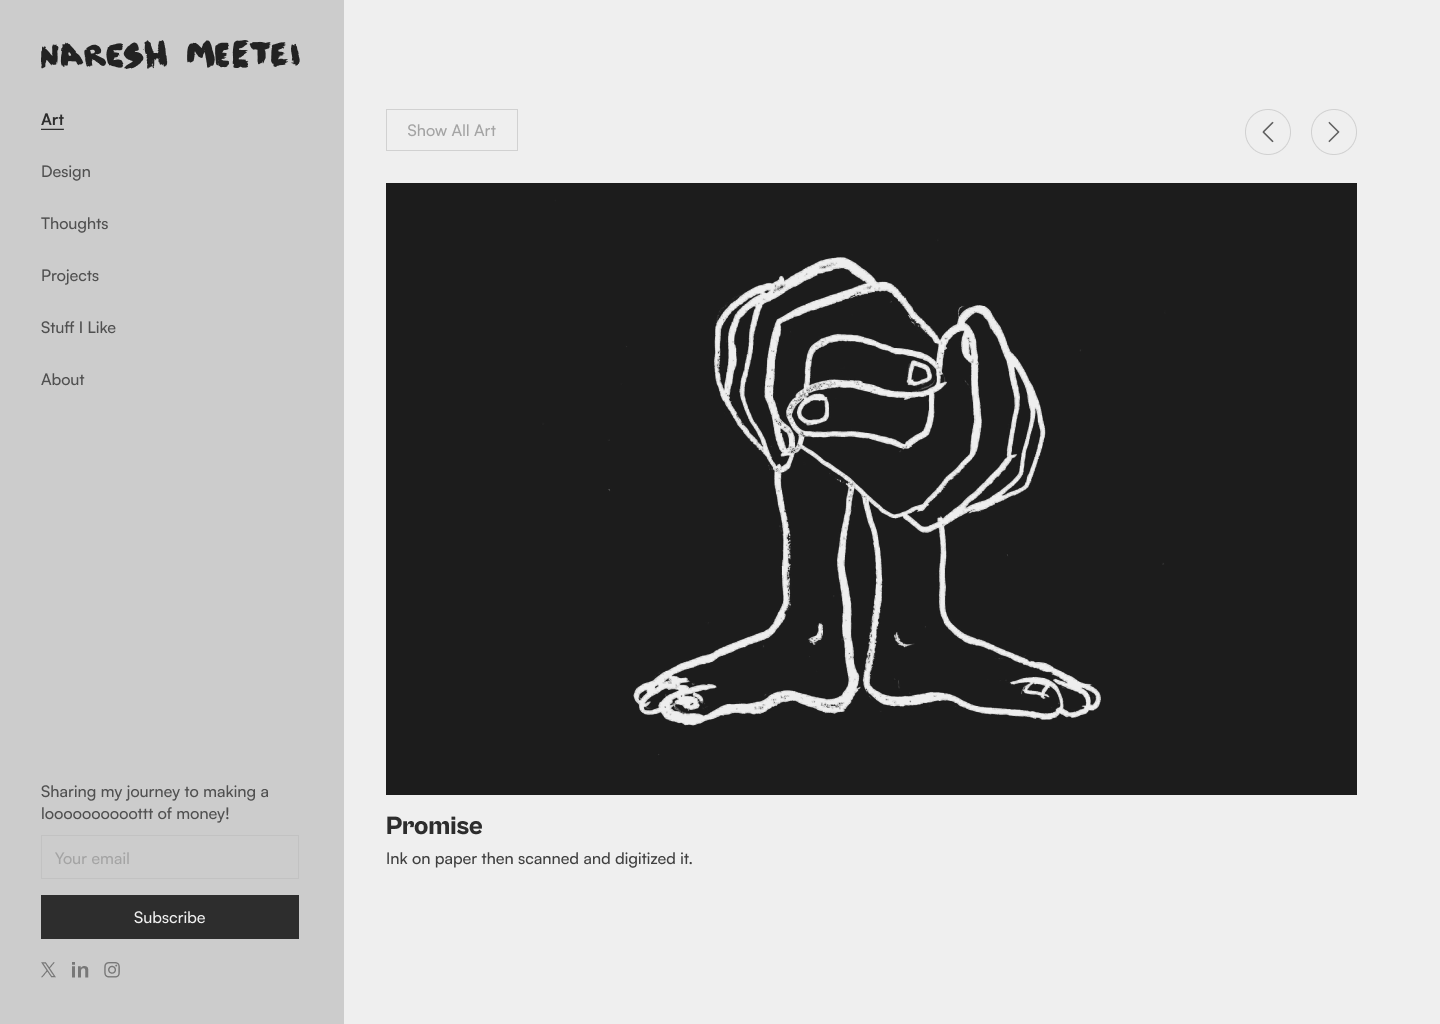 NARESH MEETEI
Art
Design
Thoughts
Projects
Stuff I Like
About
Sharing my journey to making a
loooooooooottt of money!
Your email
Subscribe
Show All Art
Promise
Ink on paper then scanned and digitized it.